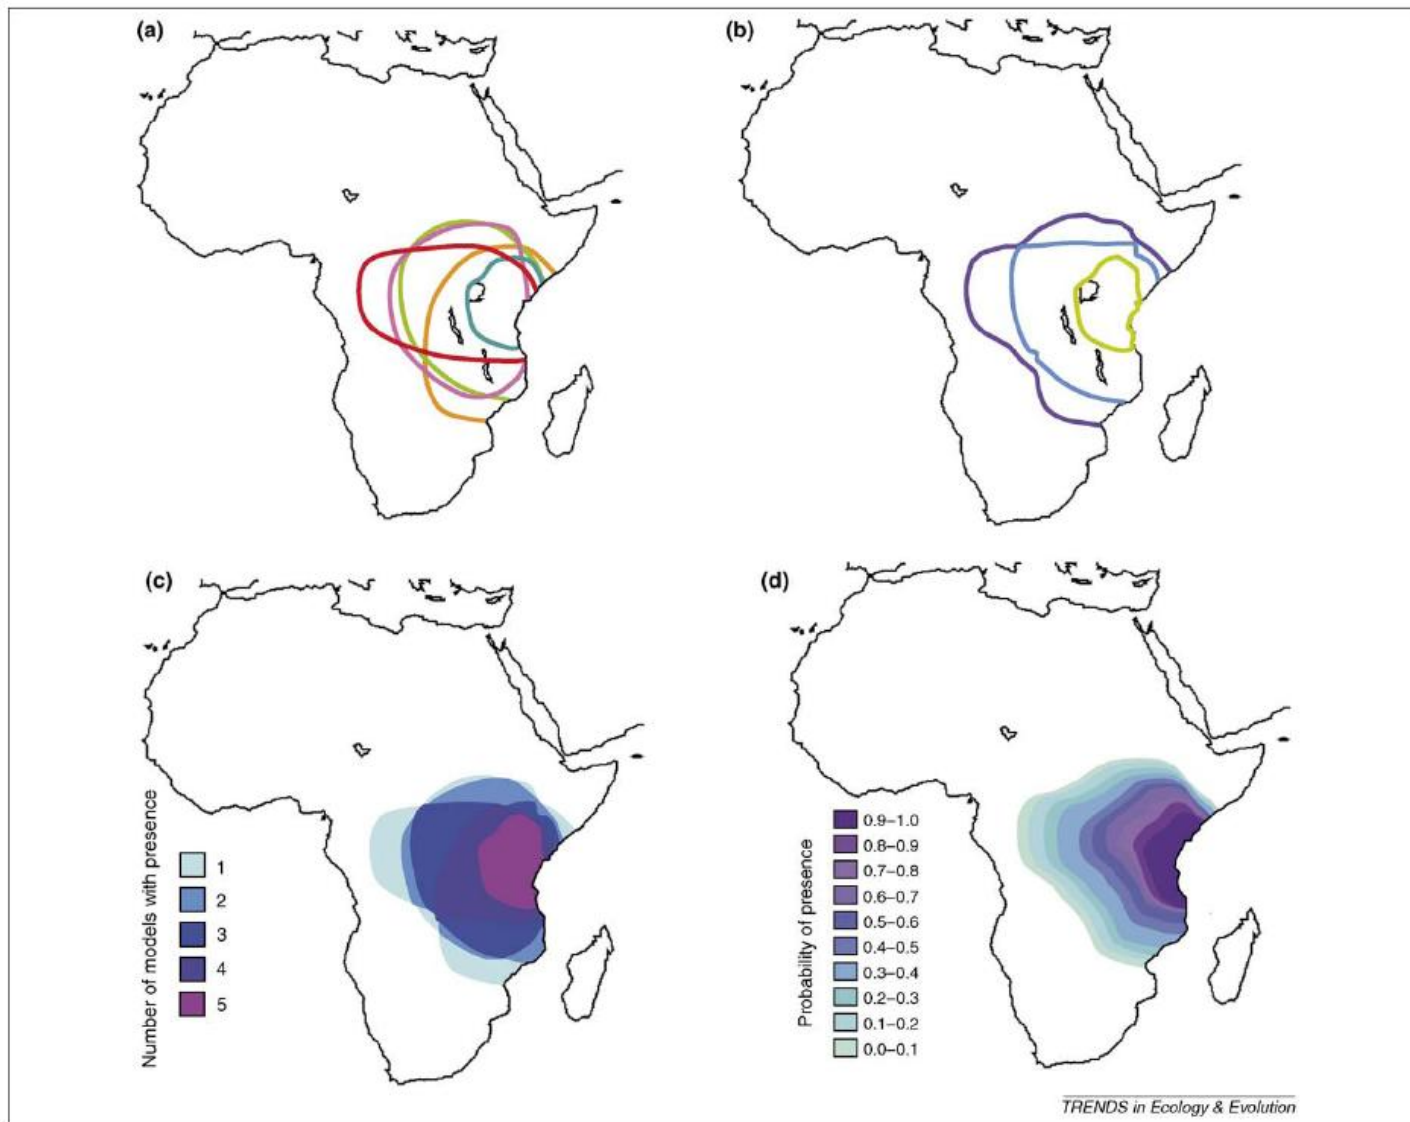 (a)
(b)
(c)
(d)
Number of models with presence
1
2
3
4
5
Probability of presence
0.9–1.0
0.8–0.9
0.7–0.8
0.6–0.7
0.5–0.6
0.4–0.5
0.3–0.4
0.2–0.3
0.1–0.2
0.0–0.1
TRENDS in Ecology & Evolution